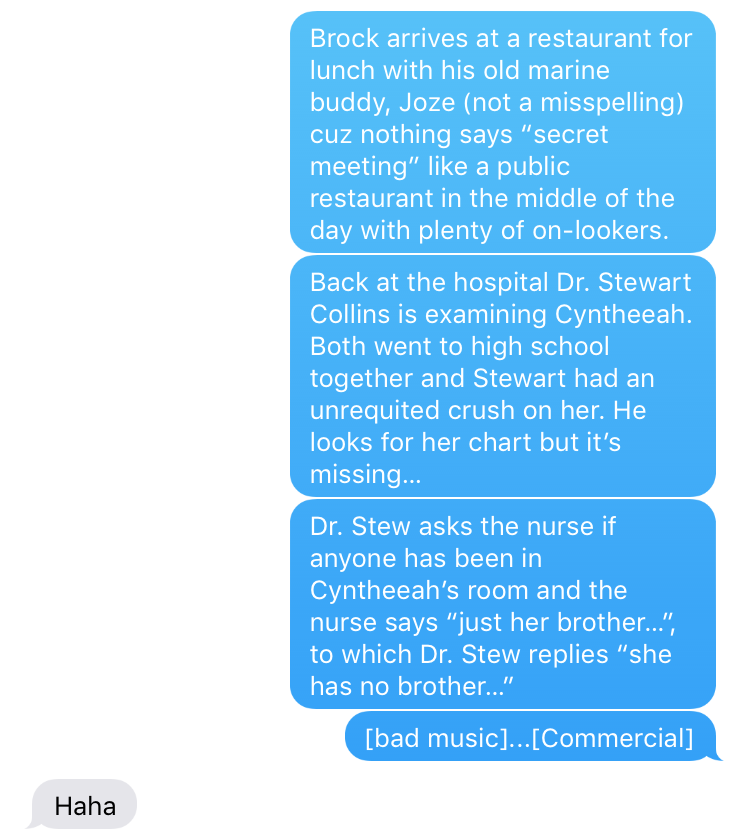 Brock arrives at a restaurant for
lunch with his old marine
buddy, Joze (not a misspelling)
cuz nothing says “secret
meeting” like a public
restaurant in the middle of the
day with plenty of on-lookers.
Back at the hospital Dr. Stewart
Collins is examining Cyntheeah.
Both went to high school
together and Stewart had an
unrequited crush on her. He
looks for her chart but it’s
missing...
Dr. Stew asks the nurse if
anyone has been in
Cyntheeah’s room and the
nurse says “just her brother...”,
to which Dr. Stew replies “she
has no brother...”
[bad music]...[Commercial]
Haha